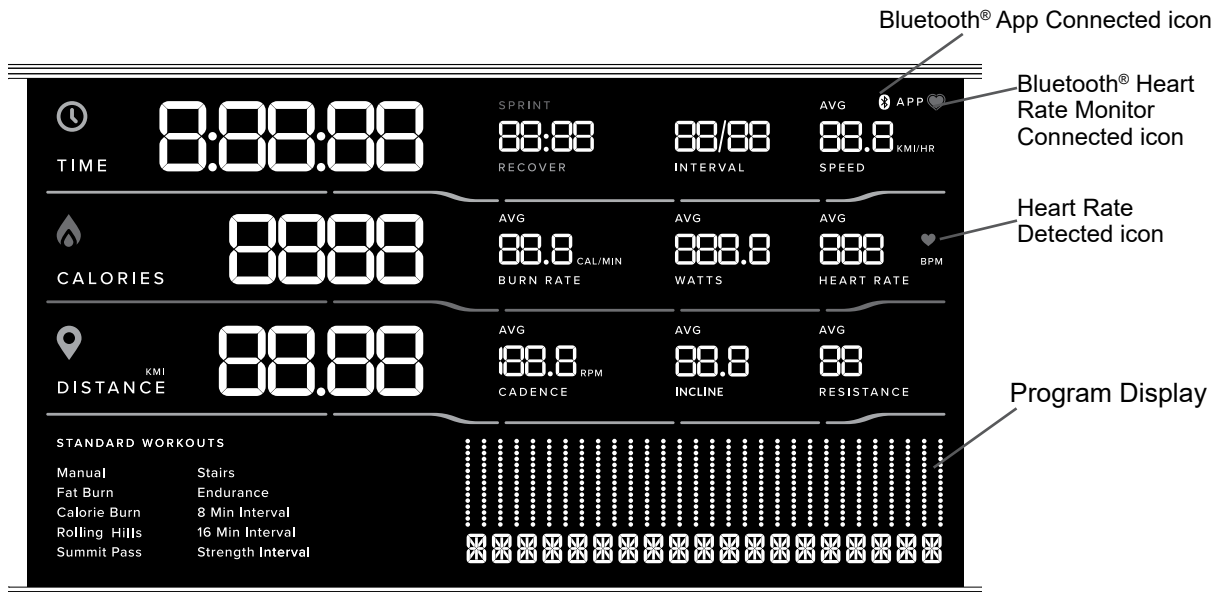 Bluetooth® App Connected icon
Bluetooth® Heart
Rate Monitor
Connected icon
Heart Rate
Detected icon
Program Display
SPRINT
AVG APP
8:88:88 88:88 88/88 88.8 KMI/HR
TIME RECOVER INTERVAL SPEED
AVG AVG AVG
8888 88.8 CAL/MIN 888.8 888 BPM
CALORIES BURN RATE WATTS HEART RATE
AVG AVG AVG
88.88 188.8 RPM 88.8 88
KMI
DISTANCE CADENCE INCLINE RESISTANCE
STANDARD WORKOUTS
Manual Stairs
Fat Burn Endurance
Calorie Burn 8 Min Interval
Rolling Hills 16 Min Interval
Summit Pass Strength Interval